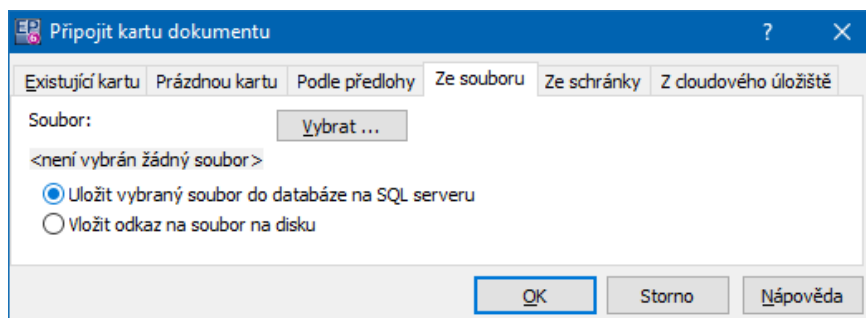 Připojit kartu dokumentu ?
Existující kartu Prázdnou kartu Podle předlohy Ze souboru Ze schránky Z cloudového úložiště
Soubor: Vybrat ...
<není vybrán žádný soubor>
Uložit vybraný soubor do databáze na SQL serveru
Vložit odkaz na soubor na disku
OK Storno Nápověda